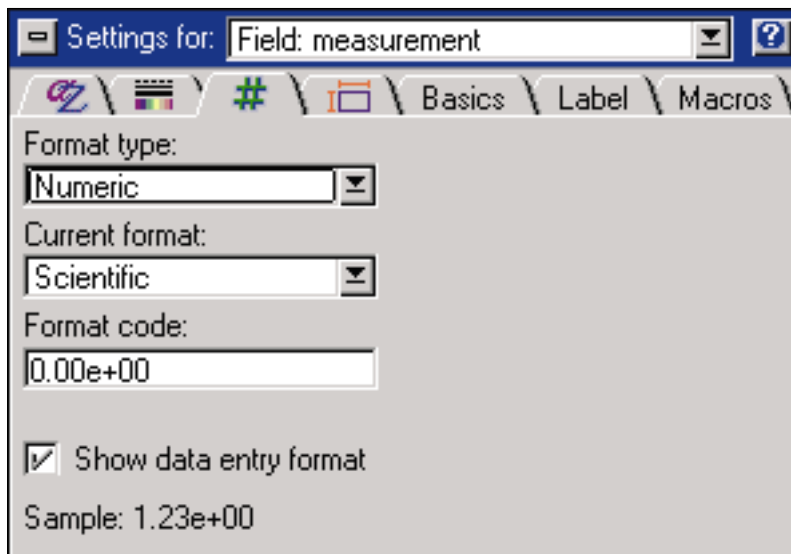 Settings for: Field: measurement ?
az # Basics Label Macros
Format type:
Numeric
Current format:
Scientific
Format code:
0.00e+00
Show data entry format
Sample: 1.23e+00